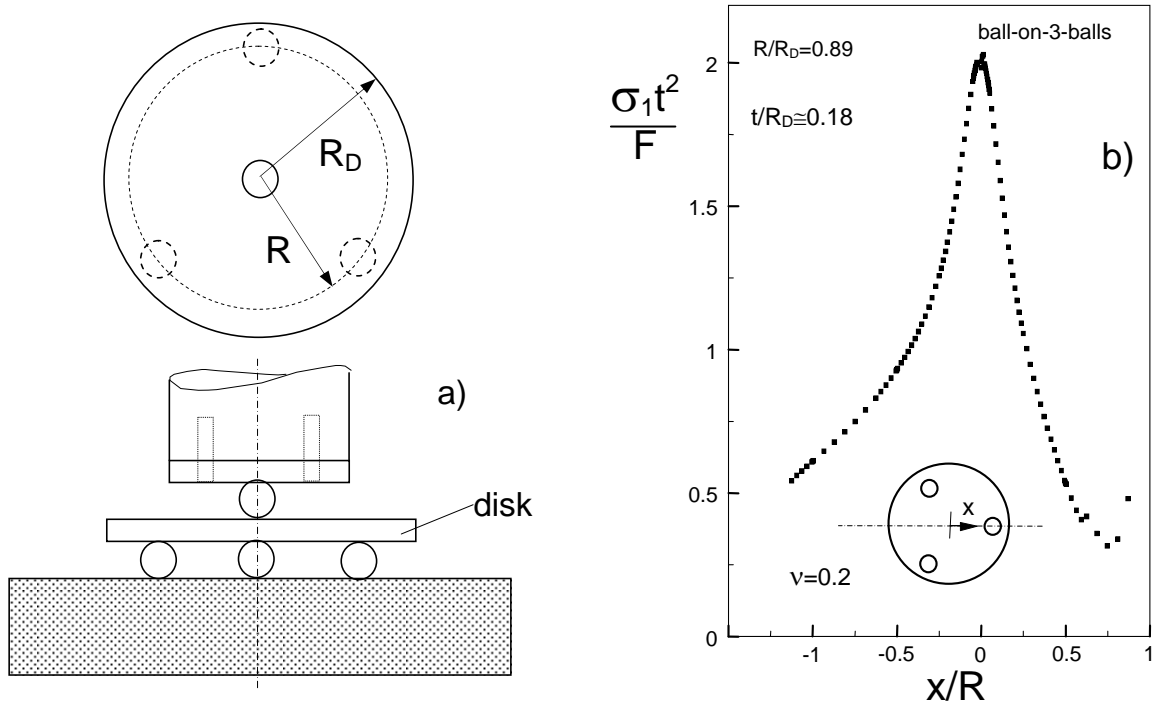 R_D
R
a)
disk
ball-on-3-balls
R/R_D=0.89
t/R_D≅0.18
σ₁t²
F
b)
2
1.5
1
0.5
0
x
ν=0.2
-1
-0.5
0
0.5
1
x/R